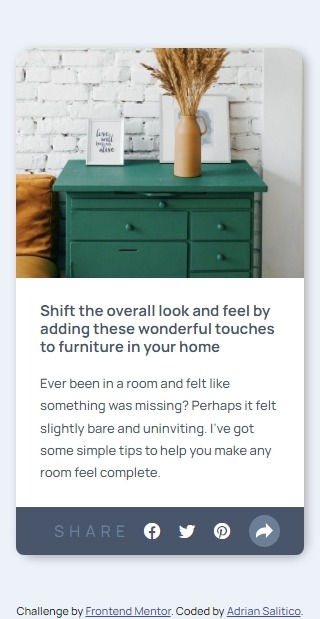 love
will
keep us
alive
Shift the overall look and feel by
adding these wonderful touches
to furniture in your home
Ever been in a room and felt like
something was missing? Perhaps it felt
slightly bare and uninviting. I've got
some simple tips to help you make any
room feel complete.
SHARE
Challenge by Frontend Mentor. Coded by Adrian Salitico.